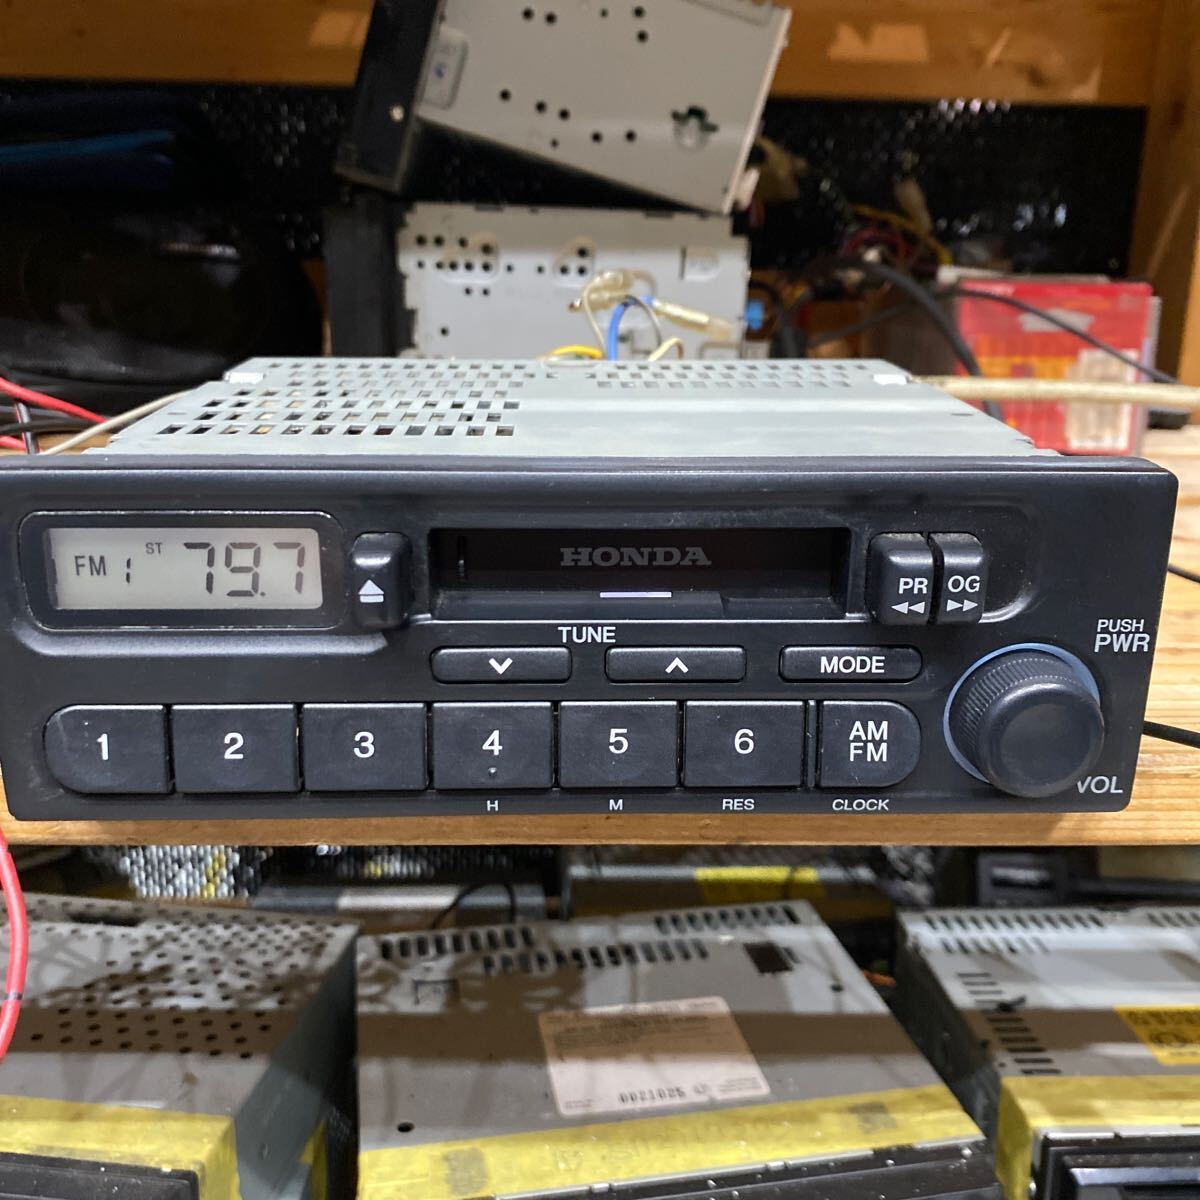 FM 1 ST 79.7
HONDA
PR OG
TUNE
MODE
PUSH
PWR
1 2 3 4 5 6
AM
FM
VOL
H M RES CLOCK
0021025